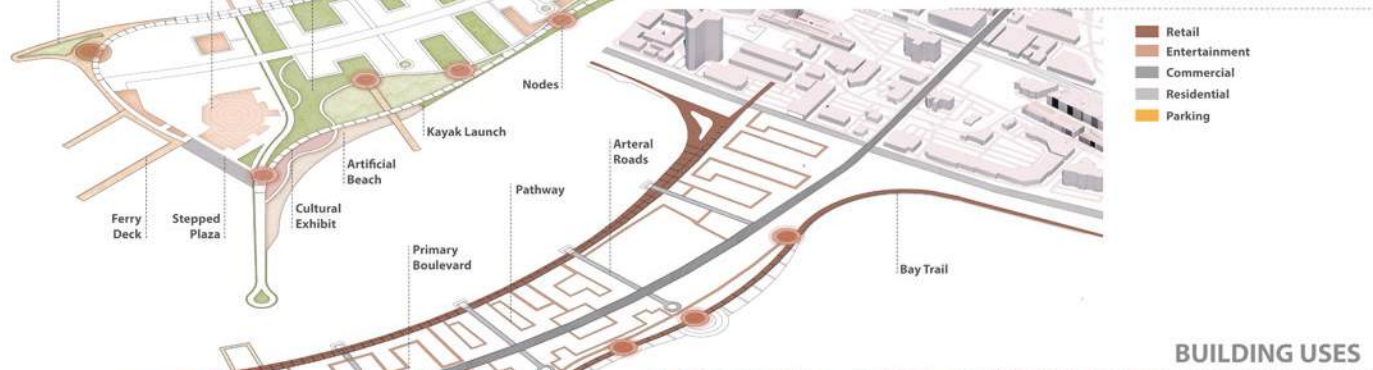 Retail
Entertainment
Commercial
Residential
Parking
Nodes
Kayak Launch
Artificial
Beach
Cultural
Exhibit
Stepped
Plaza
Ferry
Deck
Arteral
Roads
Pathway
Primary
Boulevard
Bay Trail
BUILDING USES